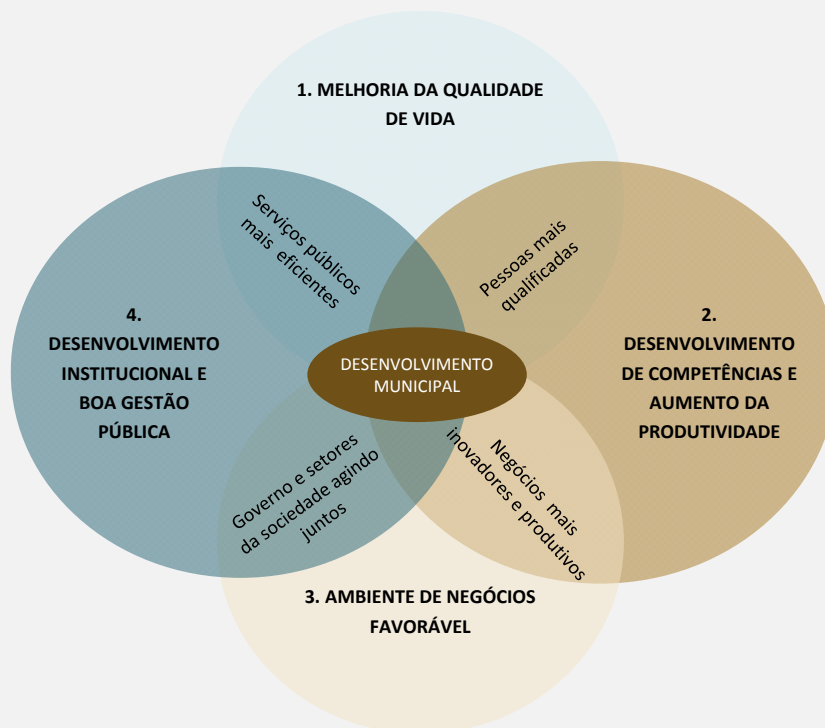 1. MELHORIA DA QUALIDADE
DE VIDA
Serviços públicos
mais eficientes
Pessoas mais
qualificadas
4.
DESENVOLVIMENTO
INSTITUCIONAL E
BOA GESTÃO
PÚBLICA
DESENVOLVIMENTO
MUNICIPAL
2.
DESENVOLVIMENTO
DE COMPETÊNCIAS E
AUMENTO DA
PRODUTIVIDADE
Governo e setores
da sociedade agindo
juntos
Negócios mais
inovadores e produtivos
3. AMBIENTE DE NEGÓCIOS
FAVORÁVEL